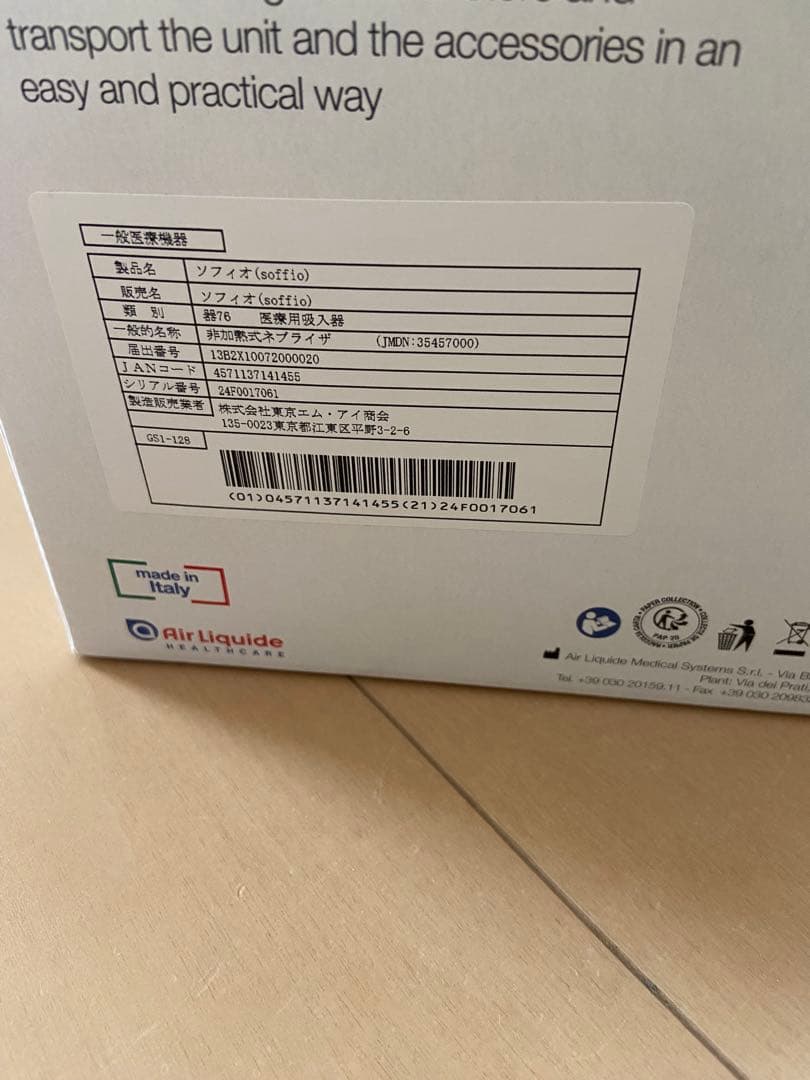 transport the unit and the accessories in an
easy and practical way
一般医療機器
製品名 ソフィオ(soffio)
販売名 ソフィオ(soffio)
類 別 器76 医療用吸入器
一般的名称 非加熱式ネブライザ (JMDN:35457000)
届出番号 13B2X10072000020
JANコード 4571137141455
シリアル番号 24F0017061
製造販売業者 株式会社東京エム・アイ商会
135-0023東京都江東区平野3-2-6
GS1-128
(01)04571137141455(21)24F0017061
made in
Italy
Air Liquide
HEALTHCARE
PAPER COLLECTION
PAP 20
Air Liquide Medical Systems S.r.l. - Via
Plant: Via dei Prati,
Tel. +39 030 20159.11 - Fax +39 030 20983